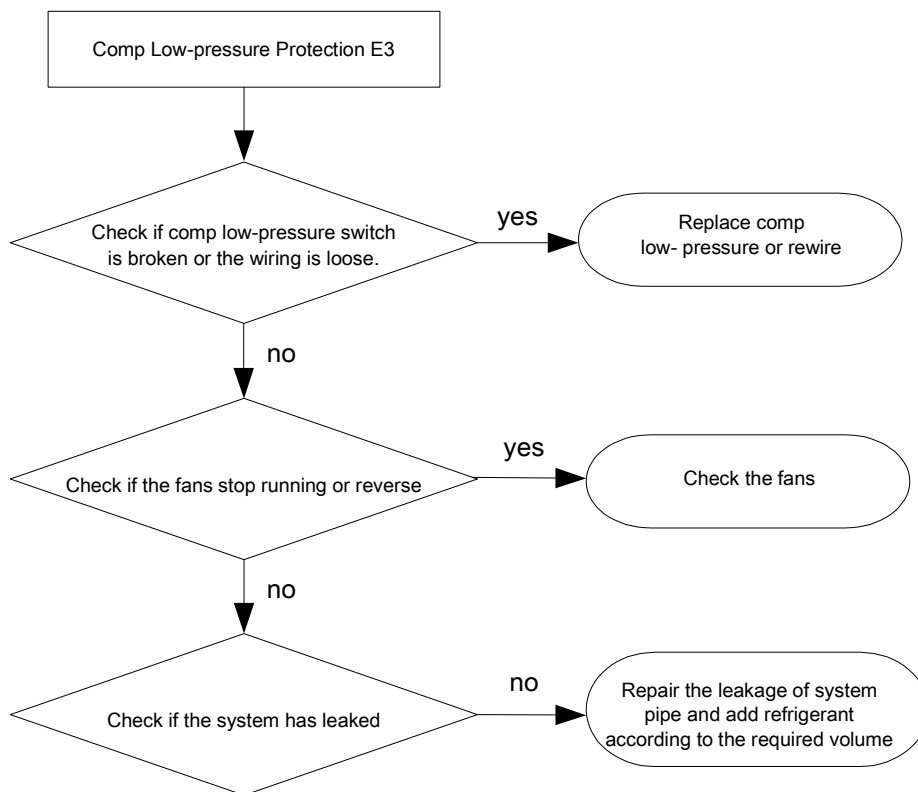 Comp Low-pressure Protection E3
Check if comp low-pressure switch
is broken or the wiring is loose.
yes
Replace comp
low- pressure or rewire
no
Check if the fans stop running or reverse
yes
Check the fans
no
Check if the system has leaked
no
Repair the leakage of system
pipe and add refrigerant
according to the required volume